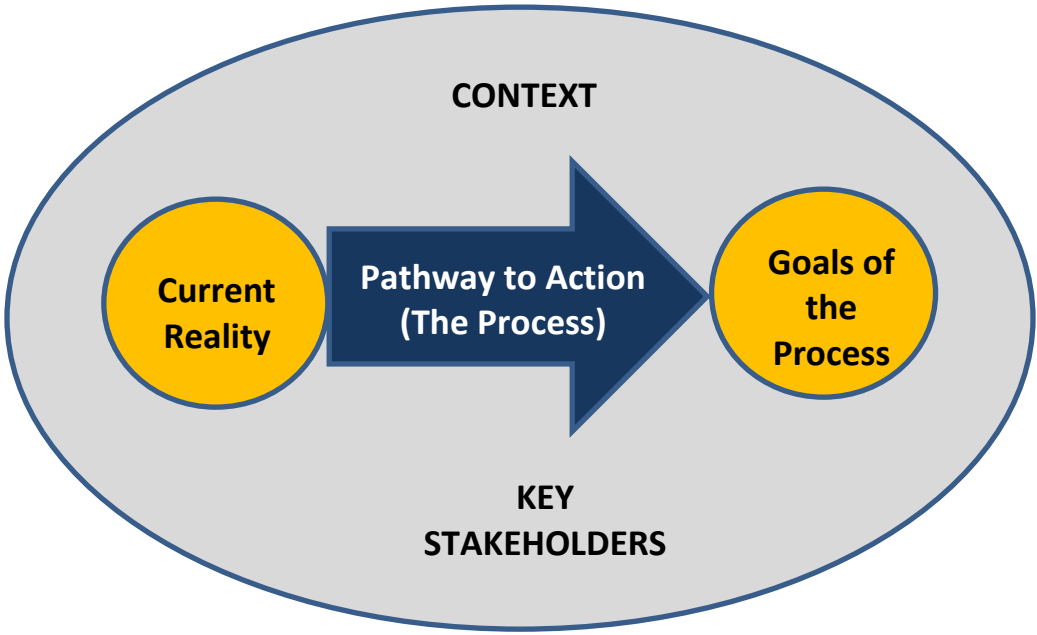 CONTEXT
Current
Reality
Pathway to Action
(The Process)
Goals of
the
Process
KEY
STAKEHOLDERS